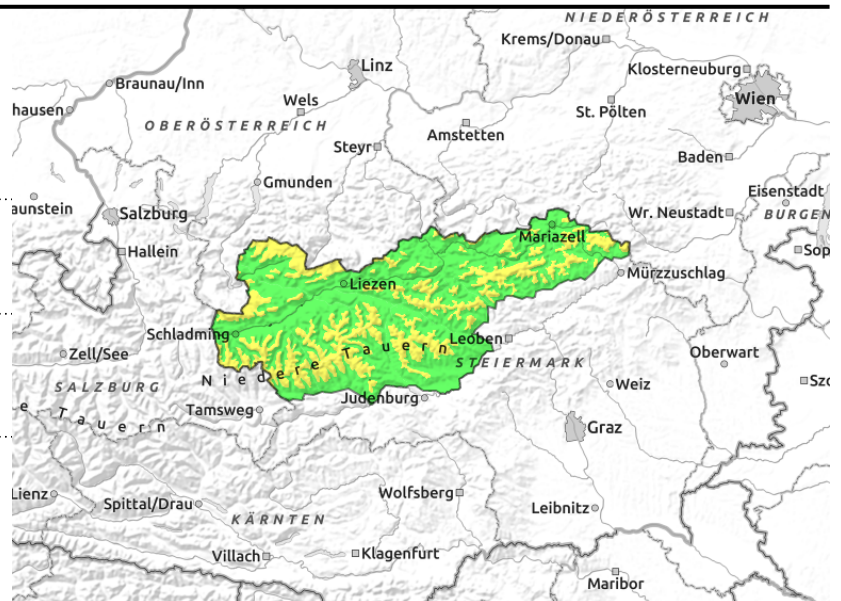 NIEDERÖSTERREICH
Krems/Donau
Linz
Klosterneuburg
Braunau/Inn
Wels
Wien
hausen
St. Pölten
OBERÖSTERREICH
Amstetten
Steyr
Baden
Gmunden
Eisenstadt
aunstein
Salzburg
Wr. Neustadt
BURGEN
Mariazell
Hallein
Sop
Mürzzuschlag
Liezen
Schladming
Leoben
Zell/See
Oberwart
STEIERMARK
Niedere Tauern
SALZBURG
Weiz
Szo
Judenburg
Tamsweg
e Tauern
Graz
Lienz
Wolfsberg
Spittal/Drau
Leibnitz
KÄRNTEN
Villach
Klagenfurt
Maribor